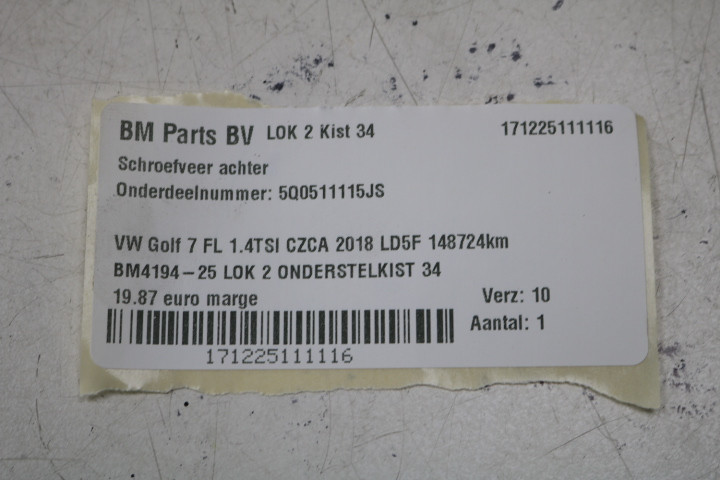 BM Parts BV LOK 2 Kist 34 171225111116
Schroefveer achter
Onderdeelnummer: 5Q0511115JS
VW Golf 7 FL 1.4TSI CZCA 2018 LD5F 148724km
BM4194-25 LOK 2 ONDERSTELKIST 34
19.87 euro marge Verz: 10
Aantal: 1
171225111116